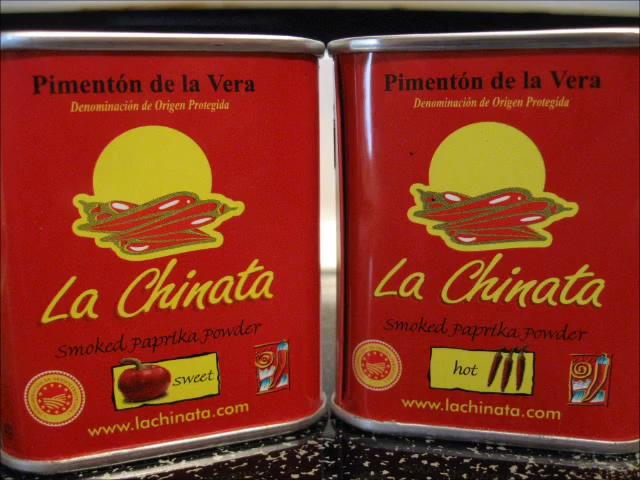 Pimentón de la Vera
Denominación de Origen Protegida
La Chinata
Smoked Paprika Powder
sweet
www.lachinata.com
Pimentón de la Vera
Denominación de Origen Protegida
La Chinata
Smoked Paprika Powder
hot
www.lachinata.com